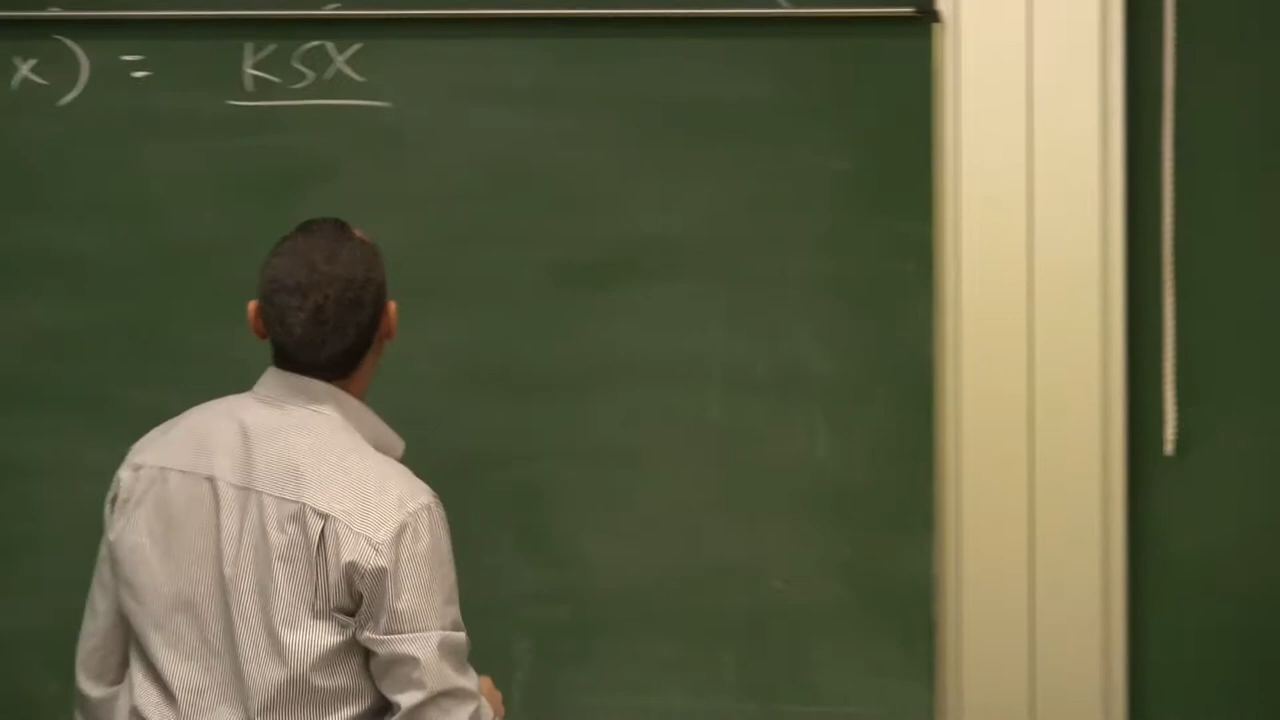 x) = KSX